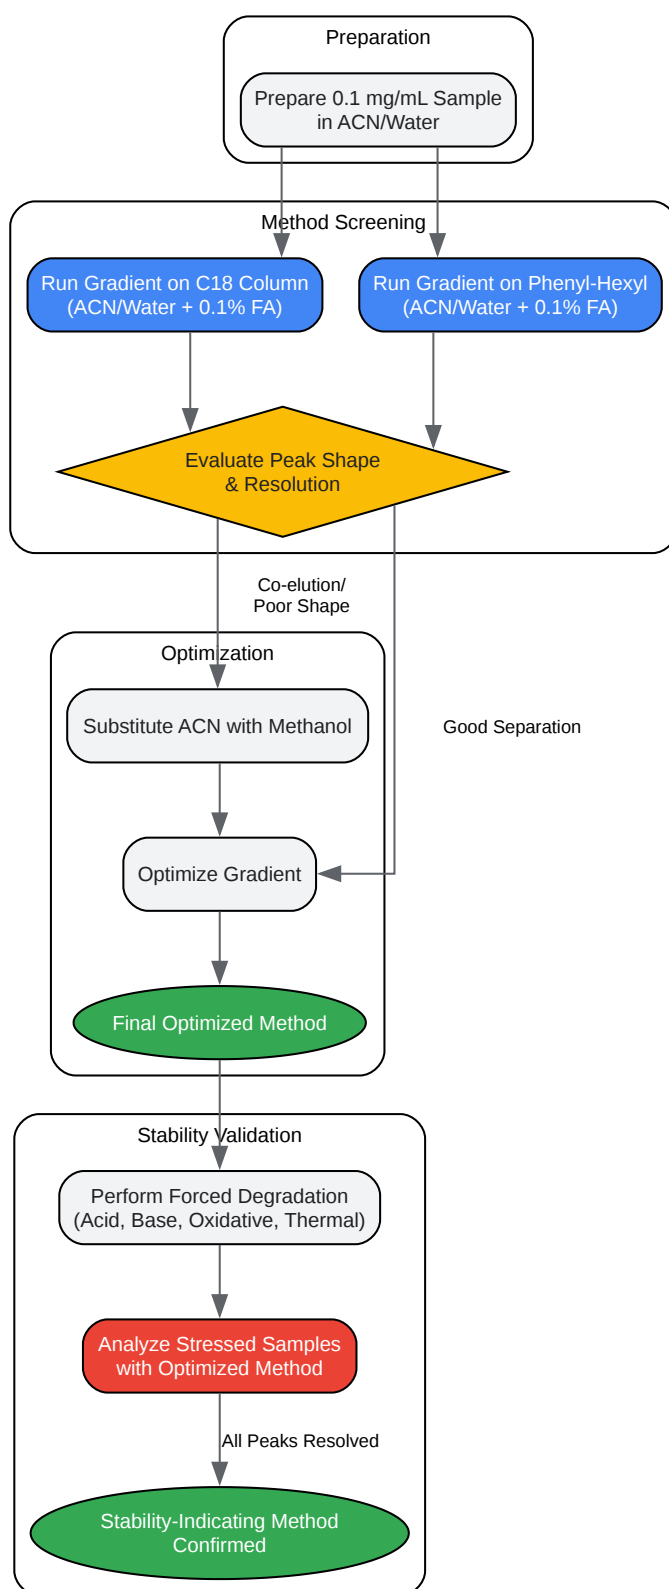 Preparation
Prepare 0.1 mg/mL Sample
in ACN/Water
Method Screening
Run Gradient on C18 Column
(ACN/Water + 0.1% FA)
Run Gradient on Phenyl-Hexyl
(ACN/Water + 0.1% FA)
Evaluate Peak Shape
& Resolution
Co-elution/
Poor Shape
Optimization
Substitute ACN with Methanol
Good Separation
Optimize Gradient
Final Optimized Method
Stability Validation
Perform Forced Degradation
(Acid, Base, Oxidative, Thermal)
Analyze Stressed Samples
with Optimized Method
All Peaks Resolved
Stability-Indicating Method
Confirmed